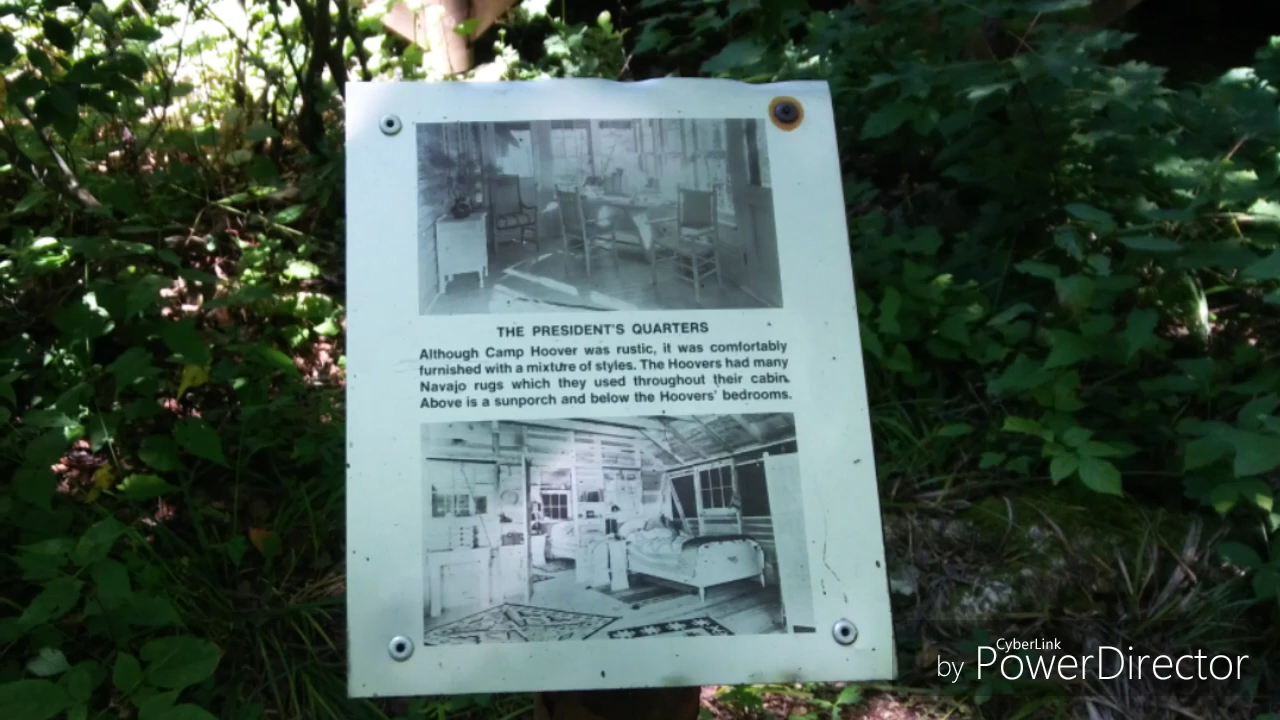 THE PRESIDENT'S QUARTERS
Although Camp Hoover was rustic, it was comfortably
furnished with a mixture of styles. The Hoovers had many
Navajo rugs which they used throughout their cabin.
Above is a sunporch and below the Hoovers' bedrooms.
CyberLink
by PowerDirector